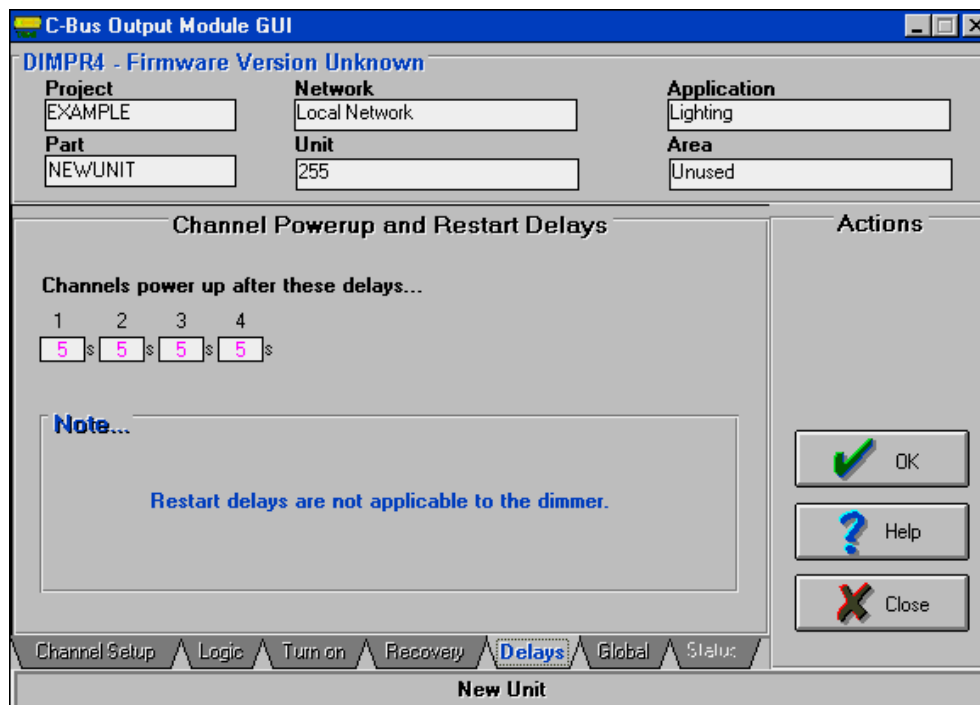 C-Bus Output Module GUI
DIMPR4 - Firmware Version Unknown
Project Network Application
EXAMPLE Local Network Lighting
Part Unit Area
NEWUNIT 255 Unused
Channel Powerup and Restart Delays
Actions
Channels power up after these delays...
1 2 3 4
5 s 5 s 5 s 5 s
Note...
Restart delays are not applicable to the dimmer.
OK
Help
Close
Channel Setup Logic Turn on Recovery Delays Global Status
New Unit